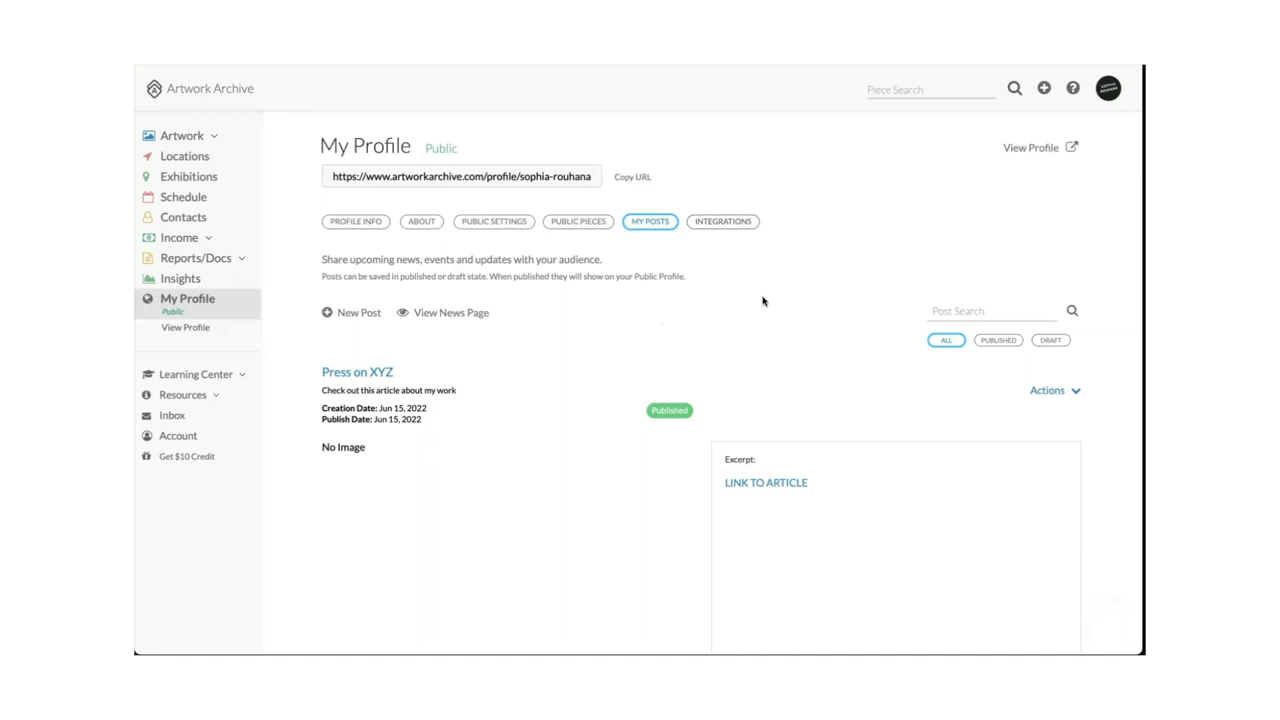 Artwork Archive
Piece Search
Artwork
Locations
Exhibitions
Schedule
Contacts
Income
Reports/Docs
Insights
My Profile
Public
View Profile
Learning Center
Resources
Inbox
Account
Get $10 Credit
My Profile Public
View Profile
https://www.artworkarchive.com/profile/sophia-rouhana Copy URL
PROFILE INFO ABOUT PUBLIC SETTINGS PUBLIC PIECES MY POSTS INTEGRATIONS
Share upcoming news, events and updates with your audience.
Posts can be saved in published or draft state. When published they will show on your Public Profile.
New Post View News Page
Post Search
ALL PUBLISHED DRAFT
Press on XYZ
Check out this article about my work
Creation Date: Jun 15, 2022
Publish Date: Jun 15, 2022
Published
Actions
No Image
Excerpt:
LINK TO ARTICLE